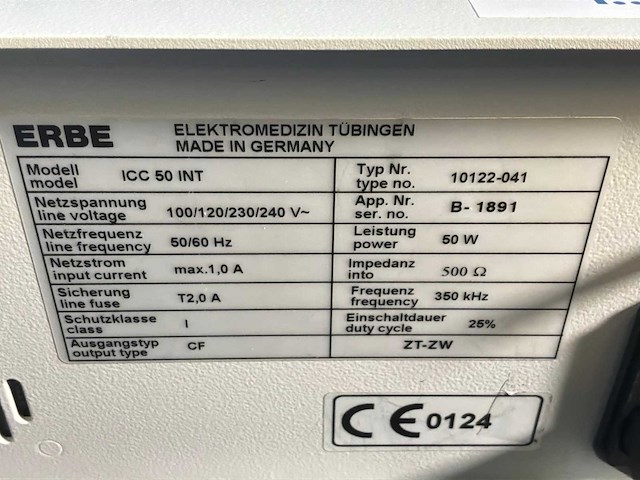 ERBE
ELEKTROMEDIZIN TÜBINGEN
MADE IN GERMANY
Modell
model
ICC 50 INT
Typ Nr.
type no.
10122-041
Netzspannung
line voltage
100/120/230/240 V~
App. Nr.
ser. no.
B- 1891
Netzfrequenz
line frequency
50/60 Hz
Leistung
power
50 W
Netzstrom
input current
max.1,0 A
Impedanz
into
500 Ω
Sicherung
line fuse
T2,0 A
Frequenz
frequency
350 kHz
Schutzklasse
class
I
Einschaltdauer
duty cycle
25%
Ausgangstyp
output type
CF
ZT-ZW
CE 0124